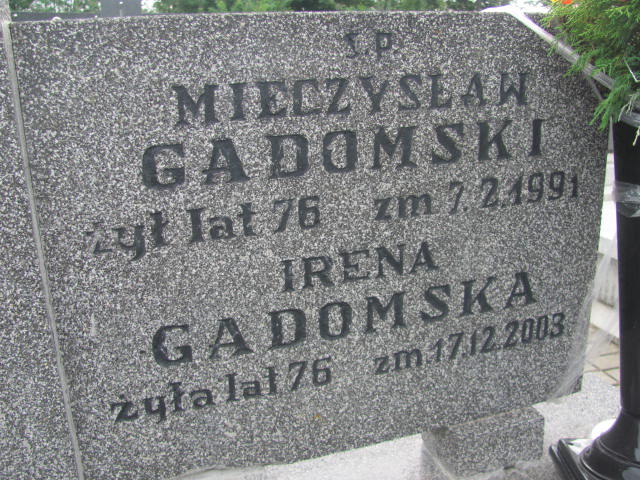 Ś.P.
MIECZYSŁAW
GADOMSKI
żył lat 76 zm 7.2.1991
IRENA
GADOMSKA
żyła lat 76 zm 17.12.2003